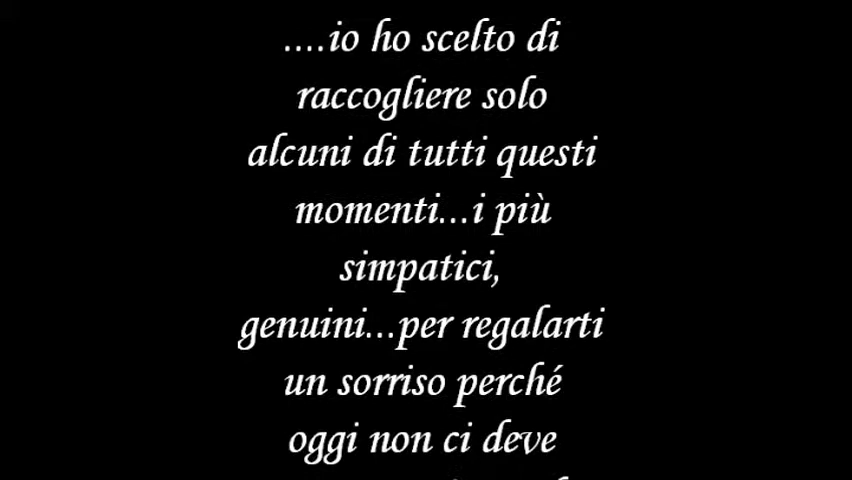 ....io ho scelto di
raccogliere solo
alcuni di tutti questi
momenti...i più
simpatici,
genuini...per regalarti
un sorriso perché
oggi non ci deve